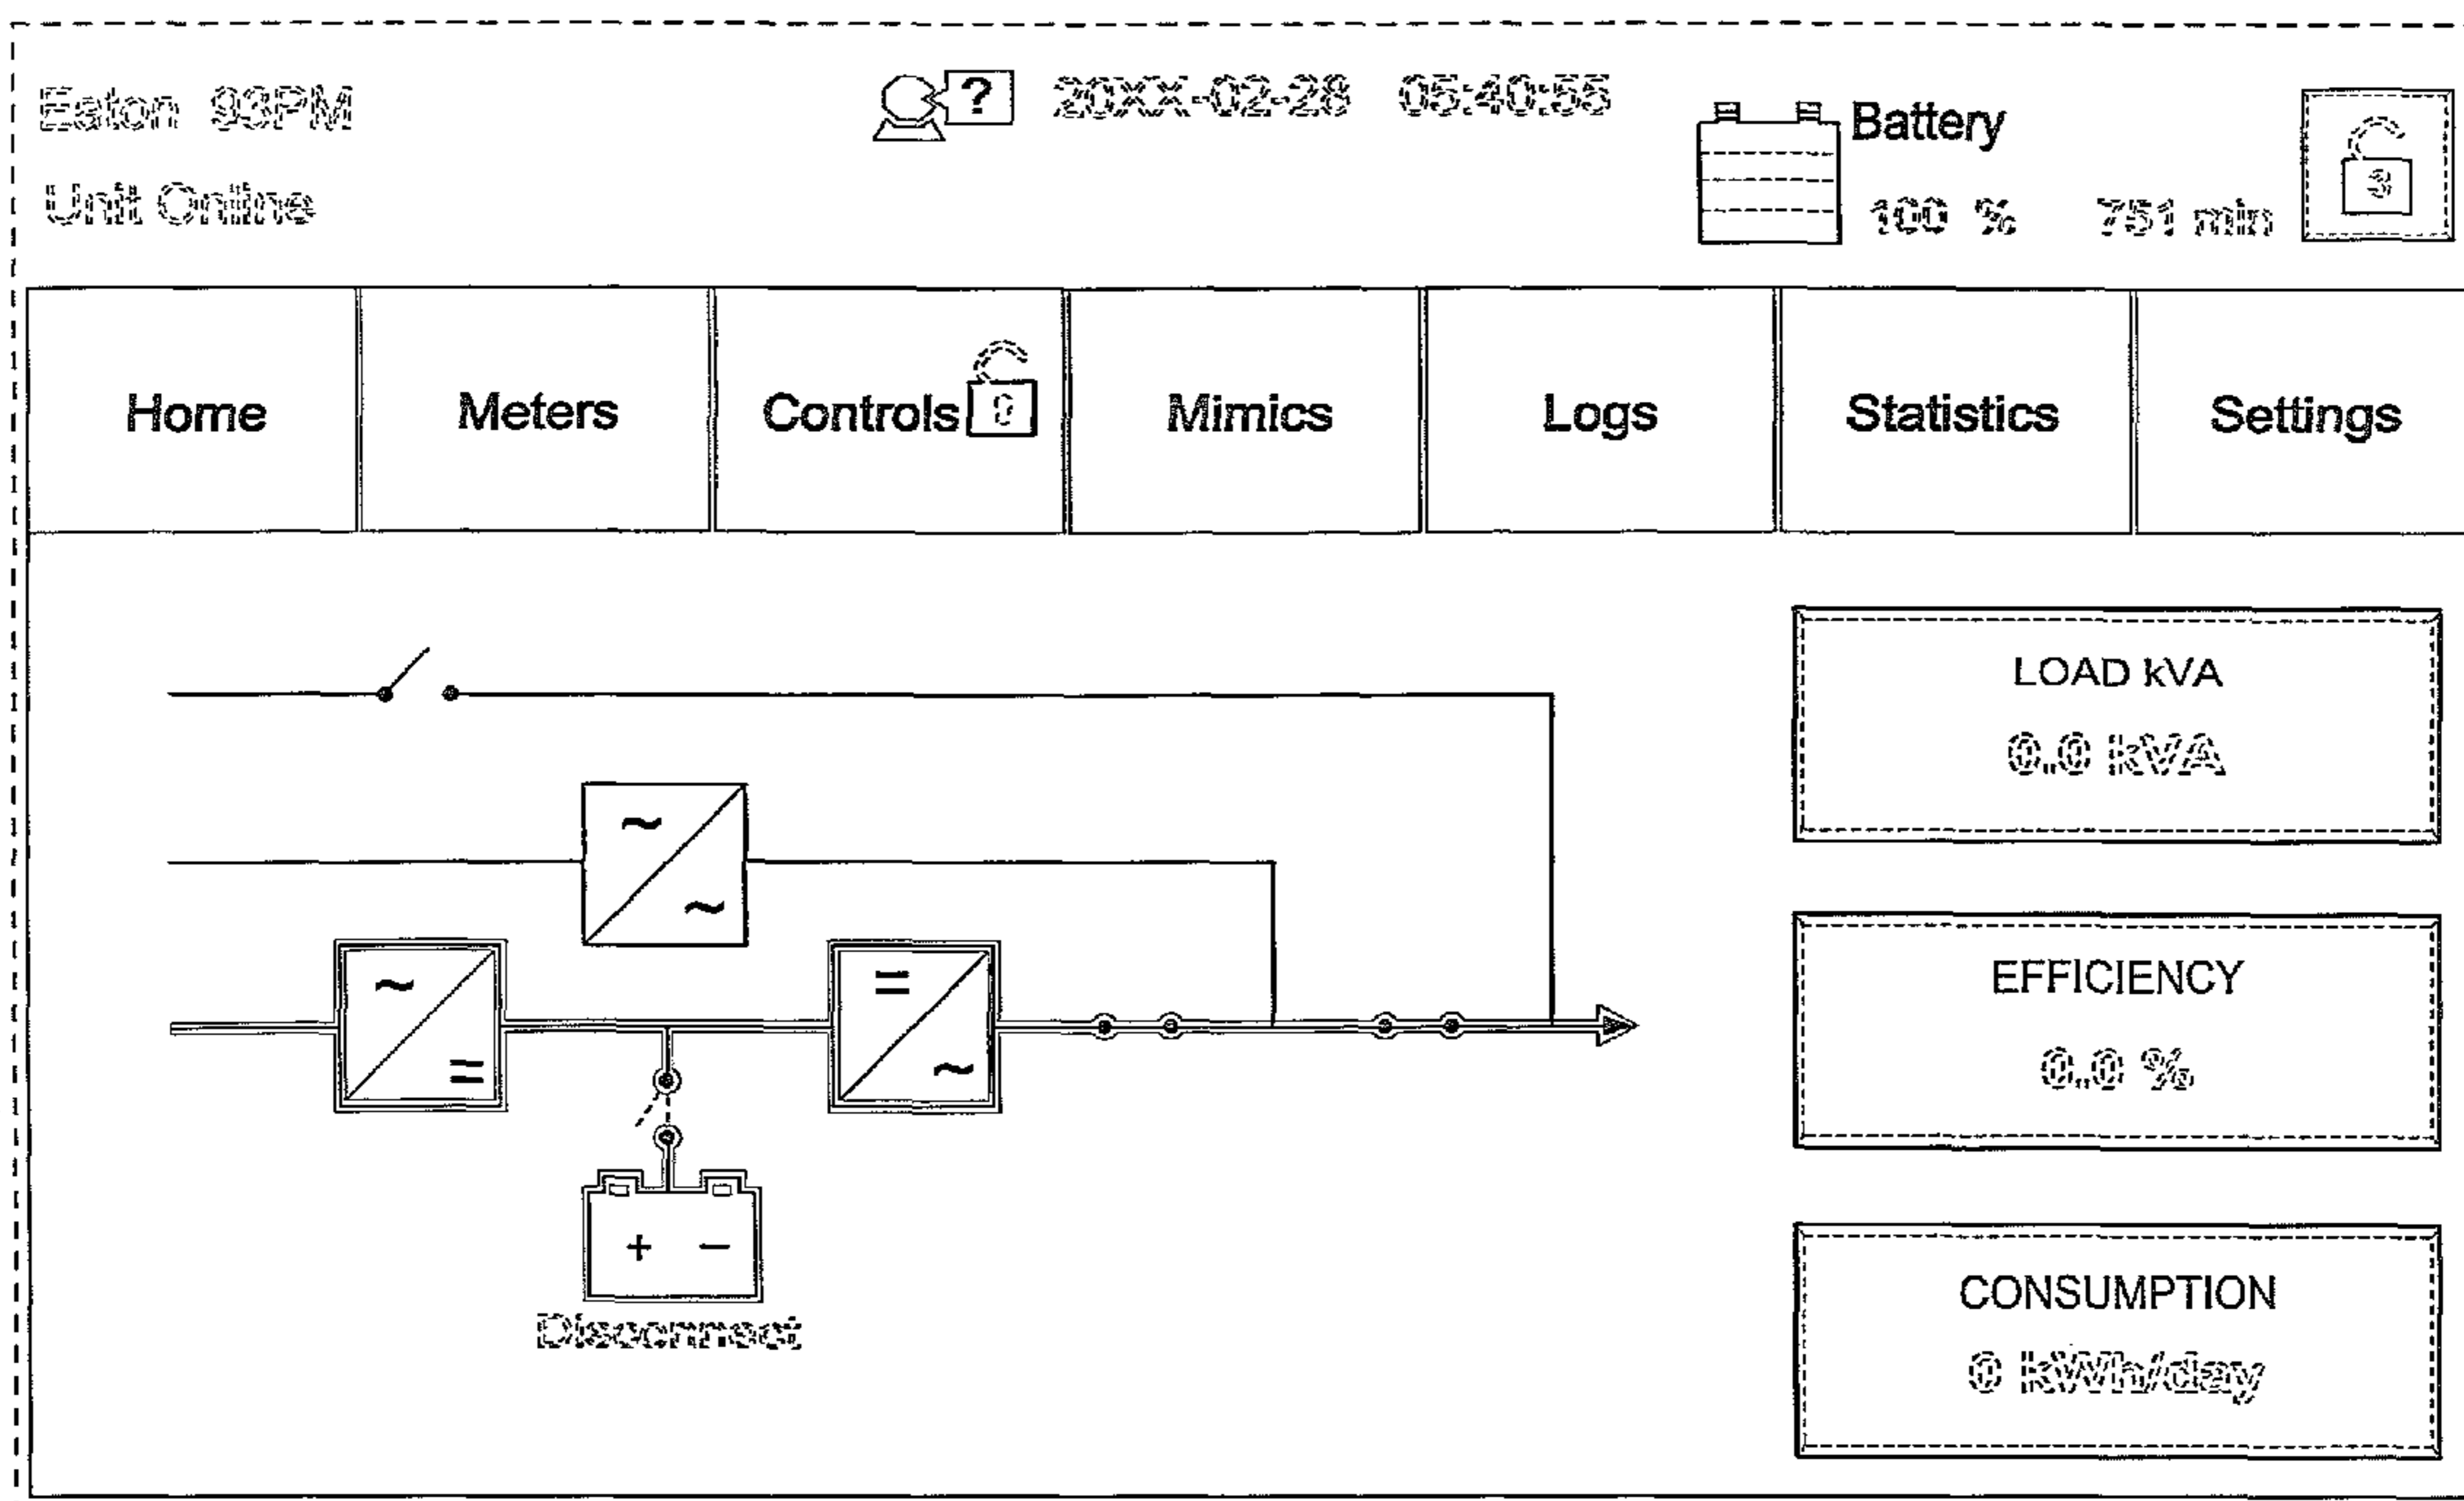 Eaton 93PM
? 20XX-02-28 05:40:55
Battery
Unit Online
100 % 751 min
3
Home Meters Controls Mimics Logs Statistics Settings
LOAD kVA
0.0 kVA
~
~
EFFICIENCY
0.0 %
~ =
= ~
+ −
Disconnect
CONSUMPTION
0 kWh/day